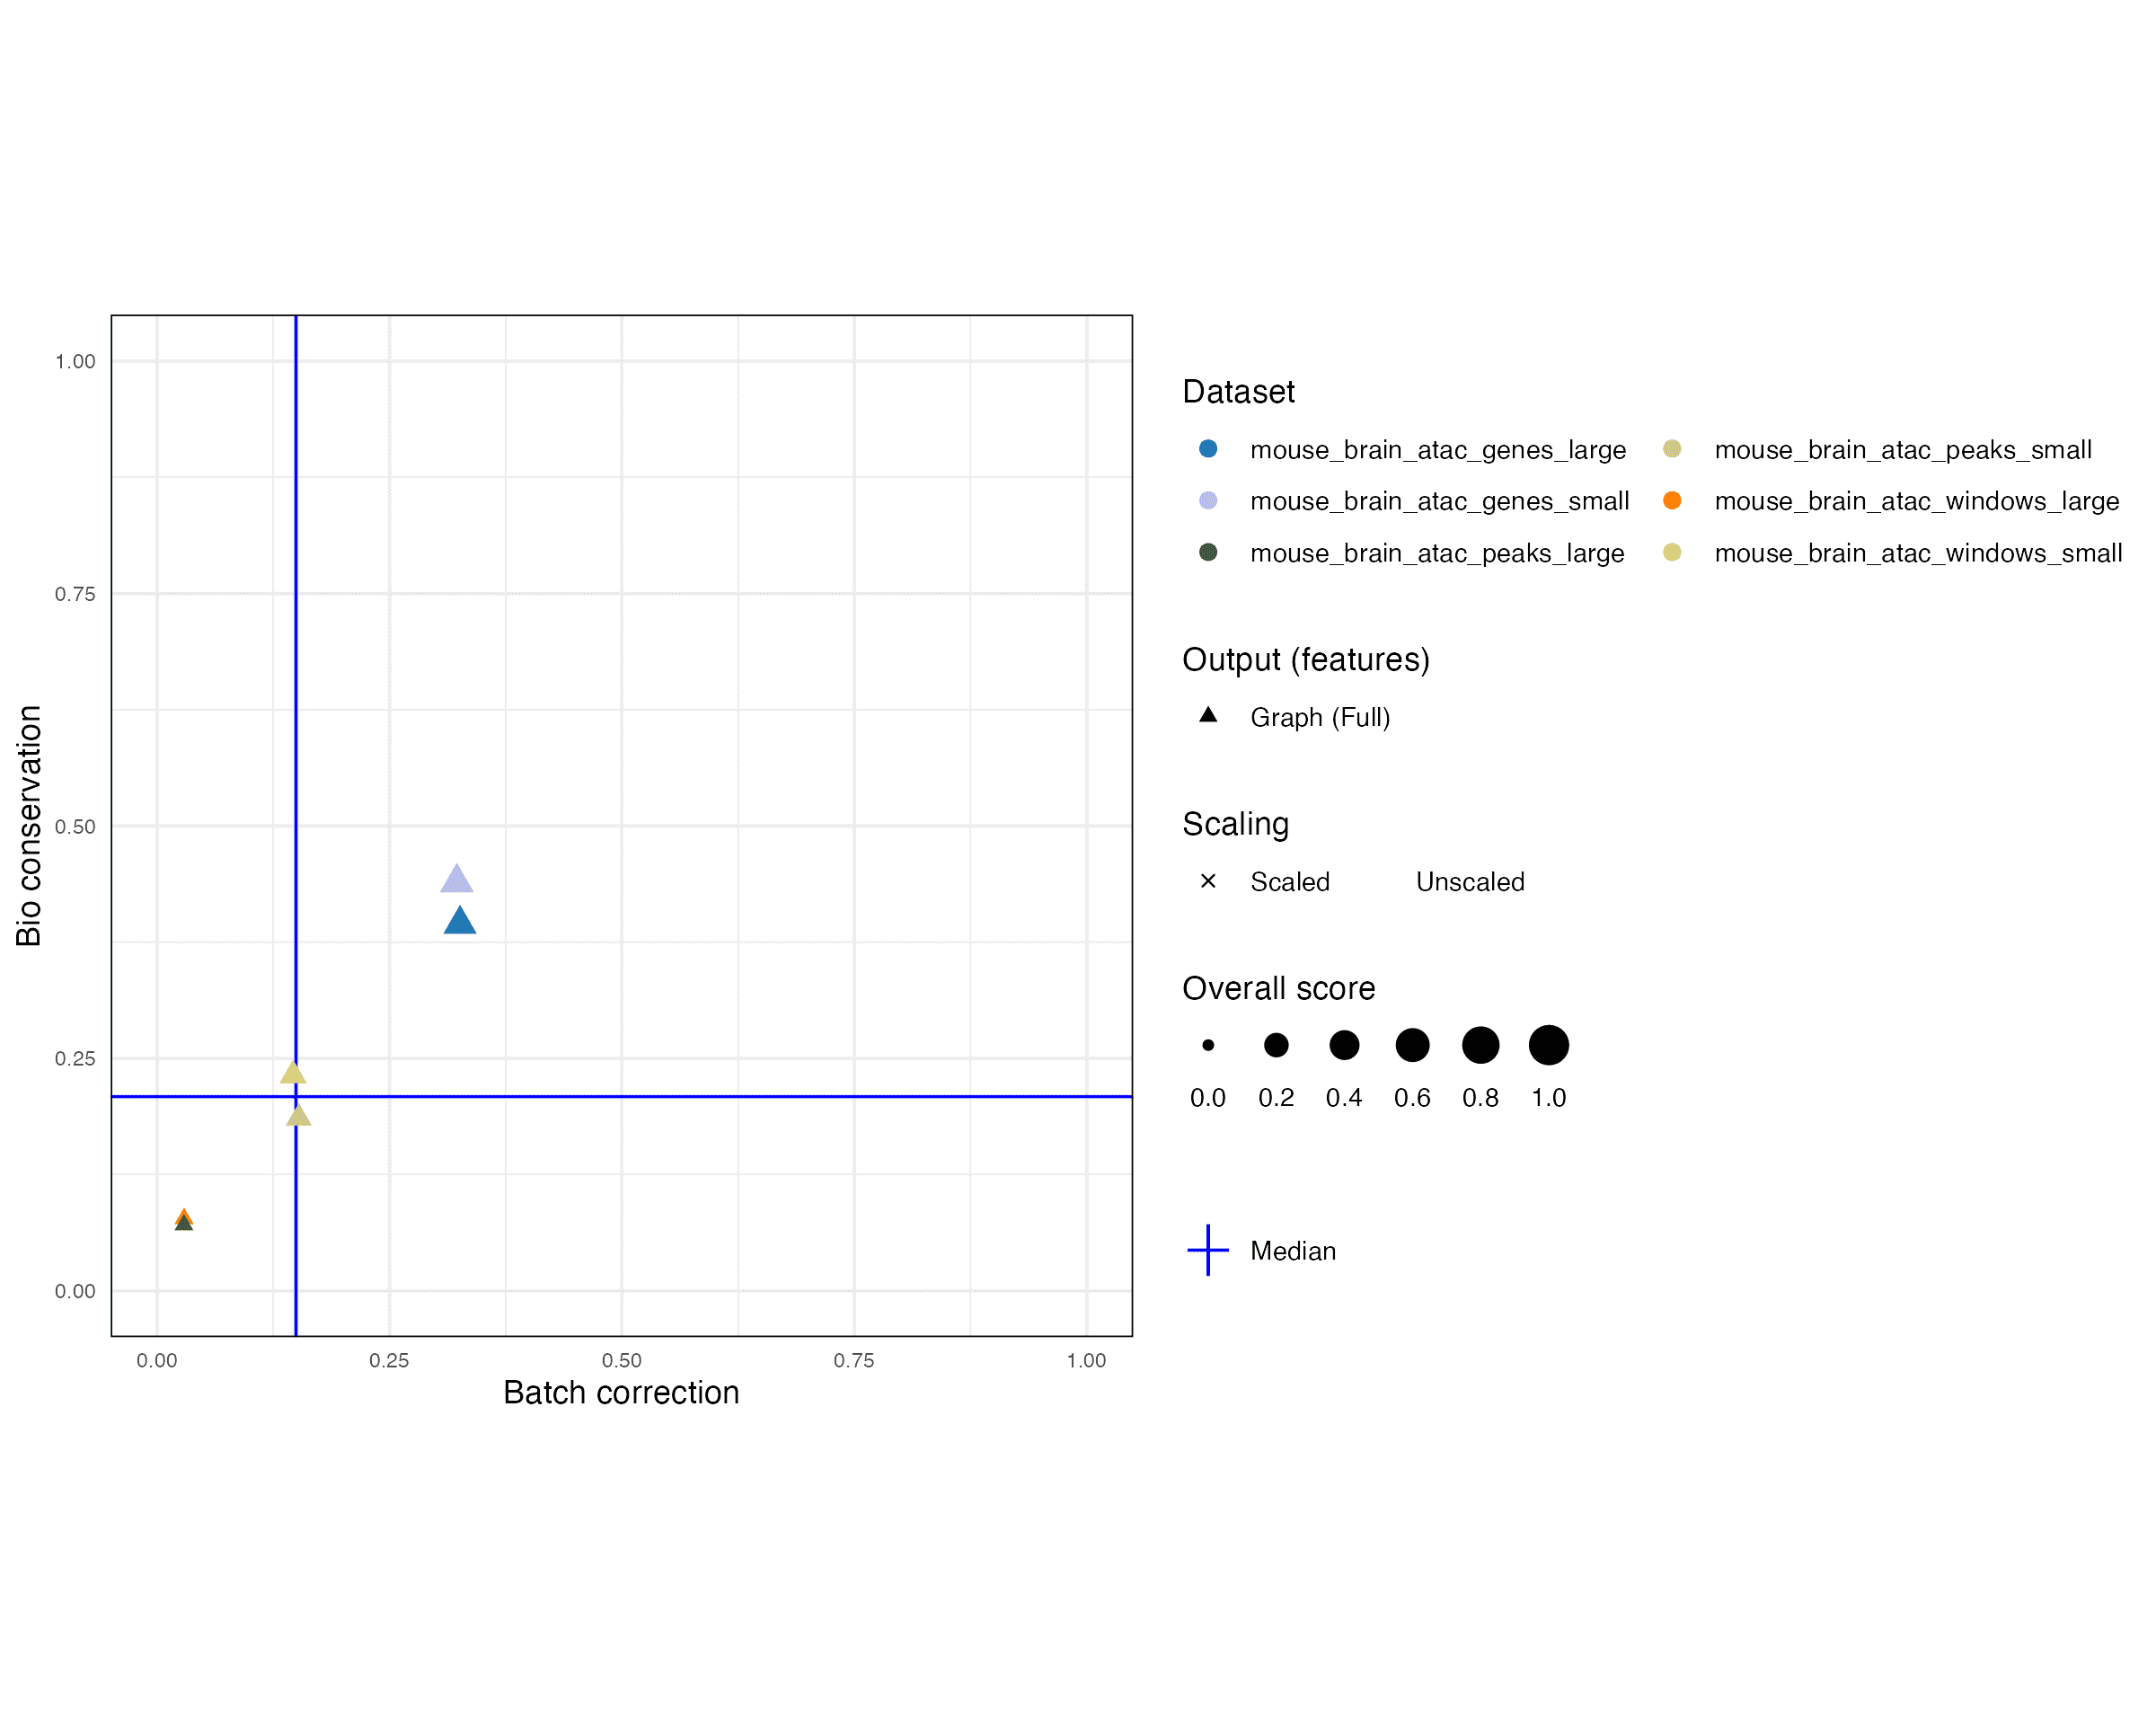 1.00
0.75
0.50
0.25
0.00
Bio conservation
0.00 0.25 0.50 0.75 1.00
Batch correction
Dataset
mouse_brain_atac_genes_large mouse_brain_atac_peaks_small
mouse_brain_atac_genes_small mouse_brain_atac_windows_large
mouse_brain_atac_peaks_large mouse_brain_atac_windows_small
Output (features)
Graph (Full)
Scaling
Scaled Unscaled
Overall score
0.0 0.2 0.4 0.6 0.8 1.0
Median